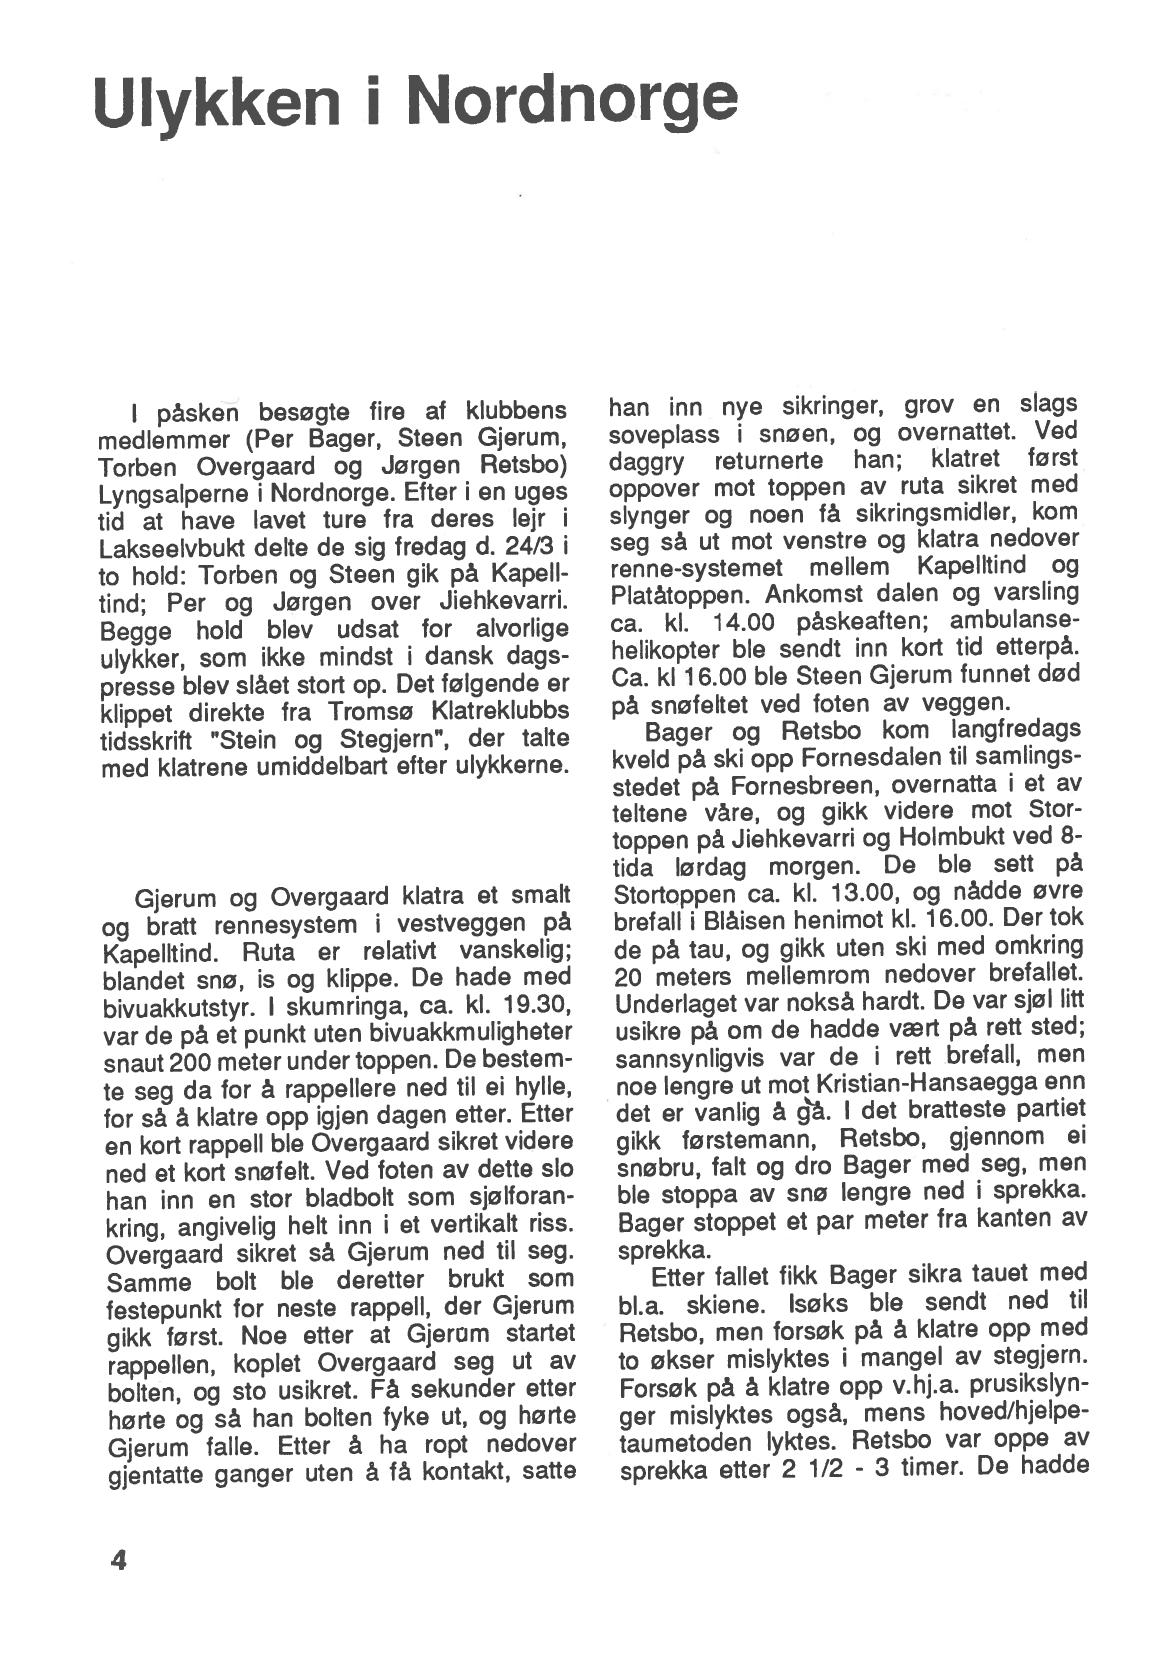 Ulykken i Nordnorge
I påsken besøgte fire af klubbens
medlemmer (Per Bager, Steen Gjerum,
Torben Overgaard og Jørgen Retsbo)
Lyngsalperne i Nordnorge. Efter i en uges
tid at have lavet ture fra deres lejr i
Lakseelvbukt delte de sig fredag d. 24/3 i
to hold: Torben og Steen gik på Kapell-
tind; Per og Jørgen over Jiehkevarri.
Begge hold blev udsat for alvorlige
ulykker, som ikke mindst i dansk dags-
presse blev slået stort op. Det følgende er
klippet direkte fra Tromsø Klatreklubbs
tidsskrift "Stein og Stegjern", der talte
med klatrene umiddelbart efter ulykkerne.
Gjerum og Overgaard klatra et smalt
og bratt rennesystem i vestveggen på
Kapelltind. Ruta er relativt vanskelig;
blandet snø, is og klippe. De hade med
bivuakkutstyr. I skumringa, ca. kl. 19.30,
var de på et punkt uten bivuakkmuligheter
snaut 200 meter under toppen. De bestem-
te seg da for å rappellere ned til ei hylle,
for så å klatre opp igjen dagen etter. Etter
en kort rappell ble Overgaard sikret videre
ned et kort snøfelt. Ved foten av dette slo
han inn en stor bladbolt som sjølforan-
kring, angivelig helt inn i et vertikalt riss.
Overgaard sikret så Gjerum ned til seg.
Samme bolt ble deretter brukt som
festepunkt for neste rappell, der Gjerum
gikk først. Noe etter at Gjerum startet
rappellen, koplet Overgaard seg ut av
bolten, og sto usikret. Få sekunder etter
hørte og så han bolten fyke ut, og hørte
Gjerum falle. Etter å ha ropt nedover
gjentatte ganger uten å få kontakt, satte
han inn nye sikringer, grov en slags
soveplass i snøen, og overnattet. Ved
daggry returnerte han; klatret først
oppover mot toppen av ruta sikret med
slynger og noen få sikringsmidler, kom
seg så ut mot venstre og klatra nedover
renne-systemet mellem Kapelltind og
Platåtoppen. Ankomst dalen og varsling
ca. kl. 14.00 påskeaften; ambulanse-
helikopter ble sendt inn kort tid etterpå.
Ca. kl 16.00 ble Steen Gjerum funnet død
på snøfeltet ved foten av veggen.
Bager og Retsbo kom langfredags
kveld på ski opp Fornesdalen til samlings-
stedet på Fornesbreen, overnatta i et av
teltene våre, og gikk videre mot Stor-
toppen på Jiehkevarri og Holmbukt ved 8-
tida lørdag morgen. De ble sett på
Stortoppen ca. kl. 13.00, og nådde øvre
brefall i Blåisen henimot kl. 16.00. Der tok
de på tau, og gikk uten ski med omkring
20 meters mellemrom nedover brefallet.
Underlaget var nokså hardt. De var sjøl litt
usikre på om de hadde vært på rett sted;
sannsynligvis var de i rett brefall, men
noe lengre ut mot Kristian-Hansaegga enn
det er vanlig å gå. I det bratteste partiet
gikk førstemann, Retsbo, gjennom ei
snøbru, falt og dro Bager med seg, men
ble stoppa av snø lengre ned i sprekka.
Bager stoppet et par meter fra kanten av
sprekka.
Etter fallet fikk Bager sikra tauet med
bl.a. skiene. Isøks ble sendt ned til
Retsbo, men forsøk på å klatre opp med
to økser mislyktes i mangel av stegjern.
Forsøk på å klatre opp v.hj.a. prusikslyn-
ger mislyktes også, mens hoved/hjelpe-
taumetoden lyktes. Retsbo var oppe av
sprekka etter 2 1/2 - 3 timer. De hadde
4